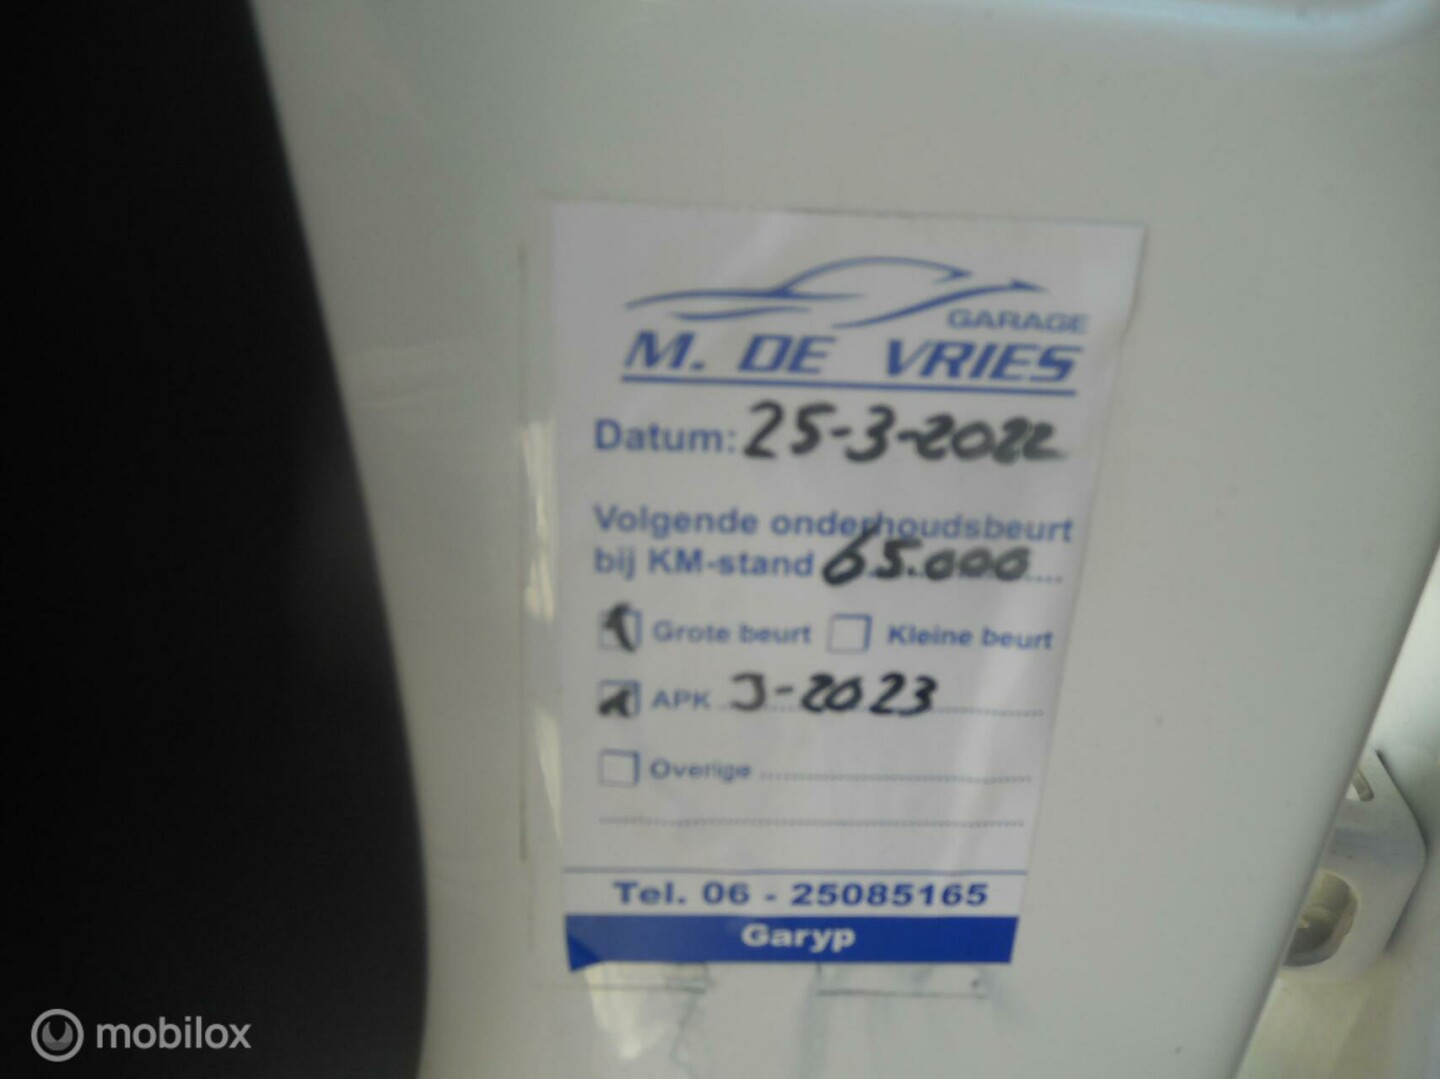 GARAGE
M. DE VRIES
Datum: 25-3-2022
Volgende onderhoudsbeurt
bij KM-stand 65.000
Grote beurt Kleine beurt
APK 3-2023
Overige
Tel. 06 - 25085165
Garyp
mobilox